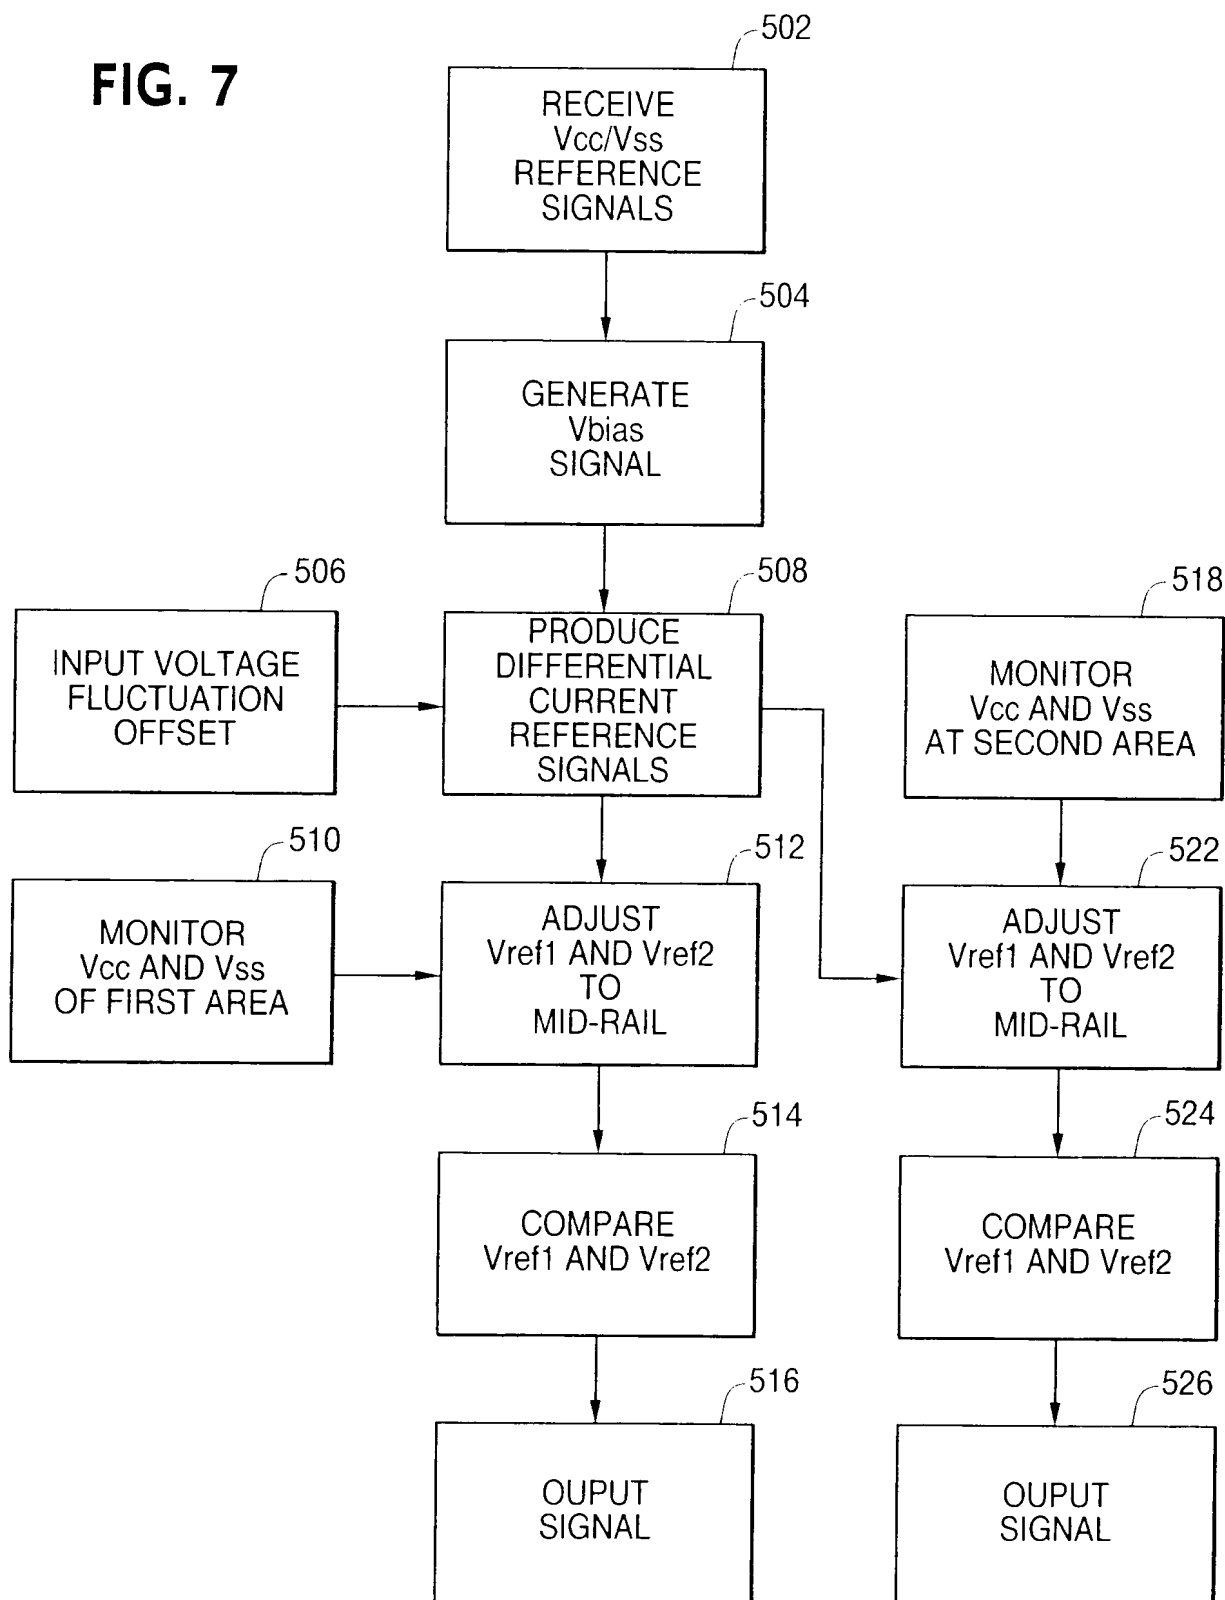 FIG. 7
502
RECEIVE
Vcc/Vss
REFERENCE
SIGNALS
504
GENERATE
Vbias
SIGNAL
506
INPUT VOLTAGE
FLUCTUATION
OFFSET
508
PRODUCE
DIFFERENTIAL
CURRENT
REFERENCE
SIGNALS
518
MONITOR
Vcc AND Vss
AT SECOND AREA
510
MONITOR
Vcc AND Vss
OF FIRST AREA
512
ADJUST
Vref1 AND Vref2
TO
MID-RAIL
522
ADJUST
Vref1 AND Vref2
TO
MID-RAIL
514
COMPARE
Vref1 AND Vref2
524
COMPARE
Vref1 AND Vref2
516
OUPUT
SIGNAL
526
OUPUT
SIGNAL